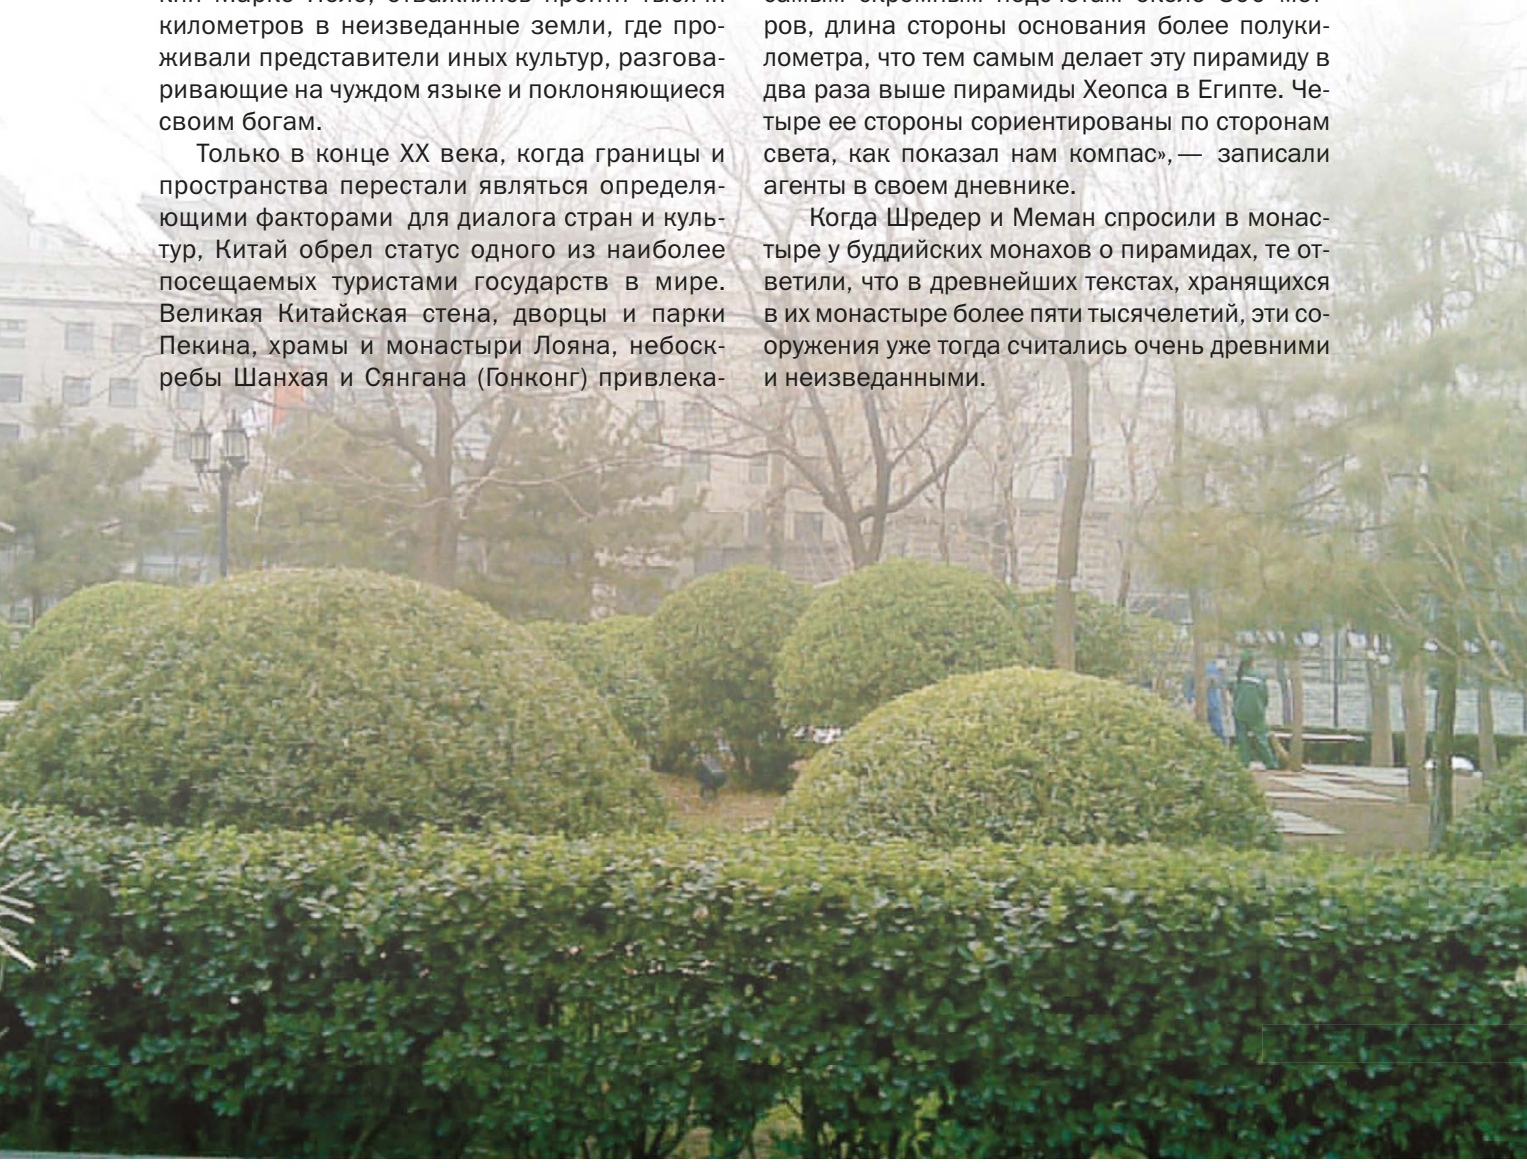 километров в неизведанные земли, где про-
живали представители иных культур, разгова-
ривающие на чуждом языке и поклоняющиеся
своим богам.
Только в конце XX века, когда границы и
пространства перестали являться определя-
ющими факторами для диалога стран и куль-
тур, Китай обрел статус одного из наиболее
посещаемых туристами государств в мире.
Великая Китайская стена, дворцы и парки
Пекина, храмы и монастыри Лояна, небоск-
ребы Шанхая и Сянгана (Гонконг) привлека-
ров, длина стороны основания более полуки-
лометра, что тем самым делает эту пирамиду в
два раза выше пирамиды Хеопса в Египте. Че-
тыре ее стороны сориентированы по сторонам
света, как показал нам компас», — записали
агенты в своем дневнике.
Когда Шредер и Меман спросили в монас-
тыре у буддийских монахов о пирамидах, те от-
ветили, что в древнейших текстах, хранящихся
в их монастыре более пяти тысячелетий, эти со-
оружения уже тогда считались очень древними
и неизведанными.